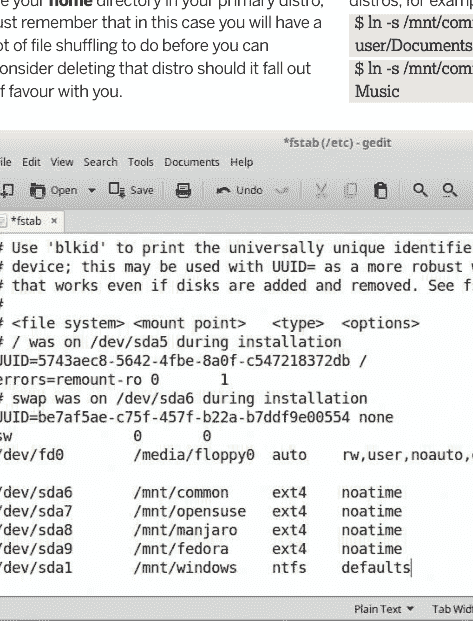 e your home directory in your primary distro,
ust remember that in this case you will have a
ot of file shuffling to do before you can
onsider deleting that distro should it fall out
f favour with you.
distros, for examp
$ ln -s /mnt/com
user/Documents
$ ln -s /mnt/com
Music
*fstab (/etc) - gedit
ile Edit View Search Tools Documents Help
Open Save Undo
*fstab ×
# Use 'blkid' to print the universally unique identifie
# device; this may be used with UUID= as a more robust w
# that works even if disks are added and removed. See f
#
# <file system> <mount point> <type> <options>
# / was on /dev/sda5 during installation
UUID=5743aec8-5642-4fbe-8a0f-c547218372db /
errors=remount-ro 0 1
# swap was on /dev/sda6 during installation
UUID=be7af5ae-c75f-457f-b22a-b7ddf9e00554 none
sw 0 0
/dev/fd0 /media/floppy0 auto rw,user,noauto,
/dev/sda6 /mnt/common ext4 noatime
/dev/sda7 /mnt/opensuse ext4 noatime
/dev/sda8 /mnt/manjaro ext4 noatime
/dev/sda9 /mnt/fedora ext4 noatime
/dev/sda1 /mnt/windows ntfs defaults
Plain Text Tab Wid